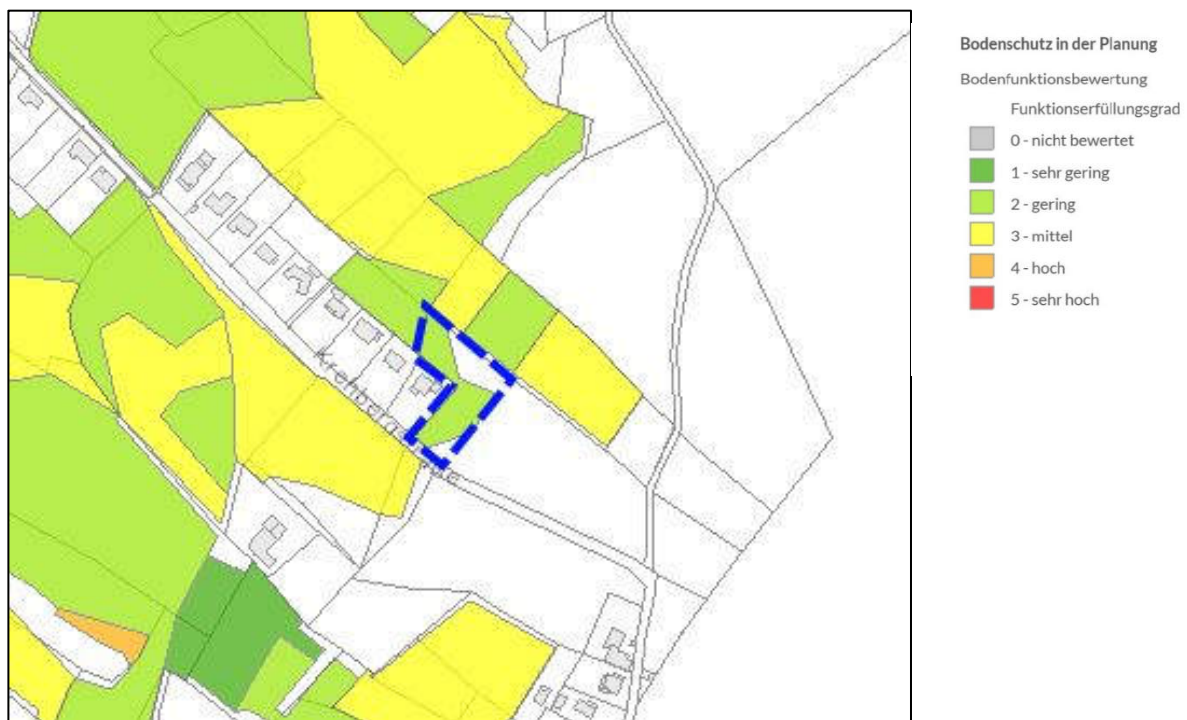 Bodenschutz in der Planung
Bodenfunktionsbewertung
Funktionserfüllungsgrad
0 - nicht bewertet
1 - sehr gering
2 - gering
3 - mittel
4 - hoch
5 - sehr hoch
Krehberg